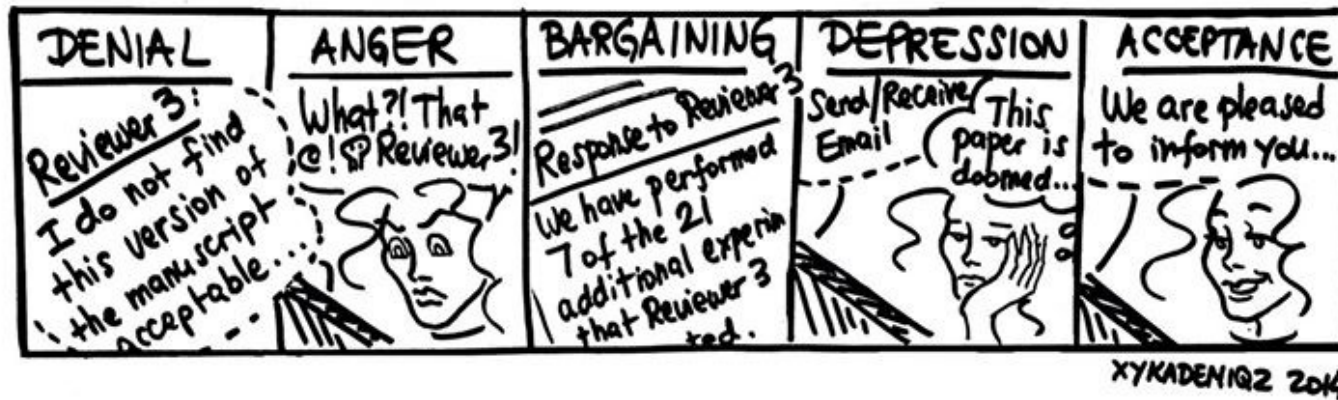 DENIAL
Reviewer 3:
I do not find
this version of
the manuscript
acceptable...
ANGER
What?! That
@!  Reviewer 3!
BARGAINING
Response to Reviewer 3
We have performed
7 of the 21
additional experim
that Reviewer 3
ted.
DEPRESSION
Send/Receive
Email
This
paper is
doomed...
ACCEPTANCE
We are pleased
to inform you...
XYKADENIQZ 2014